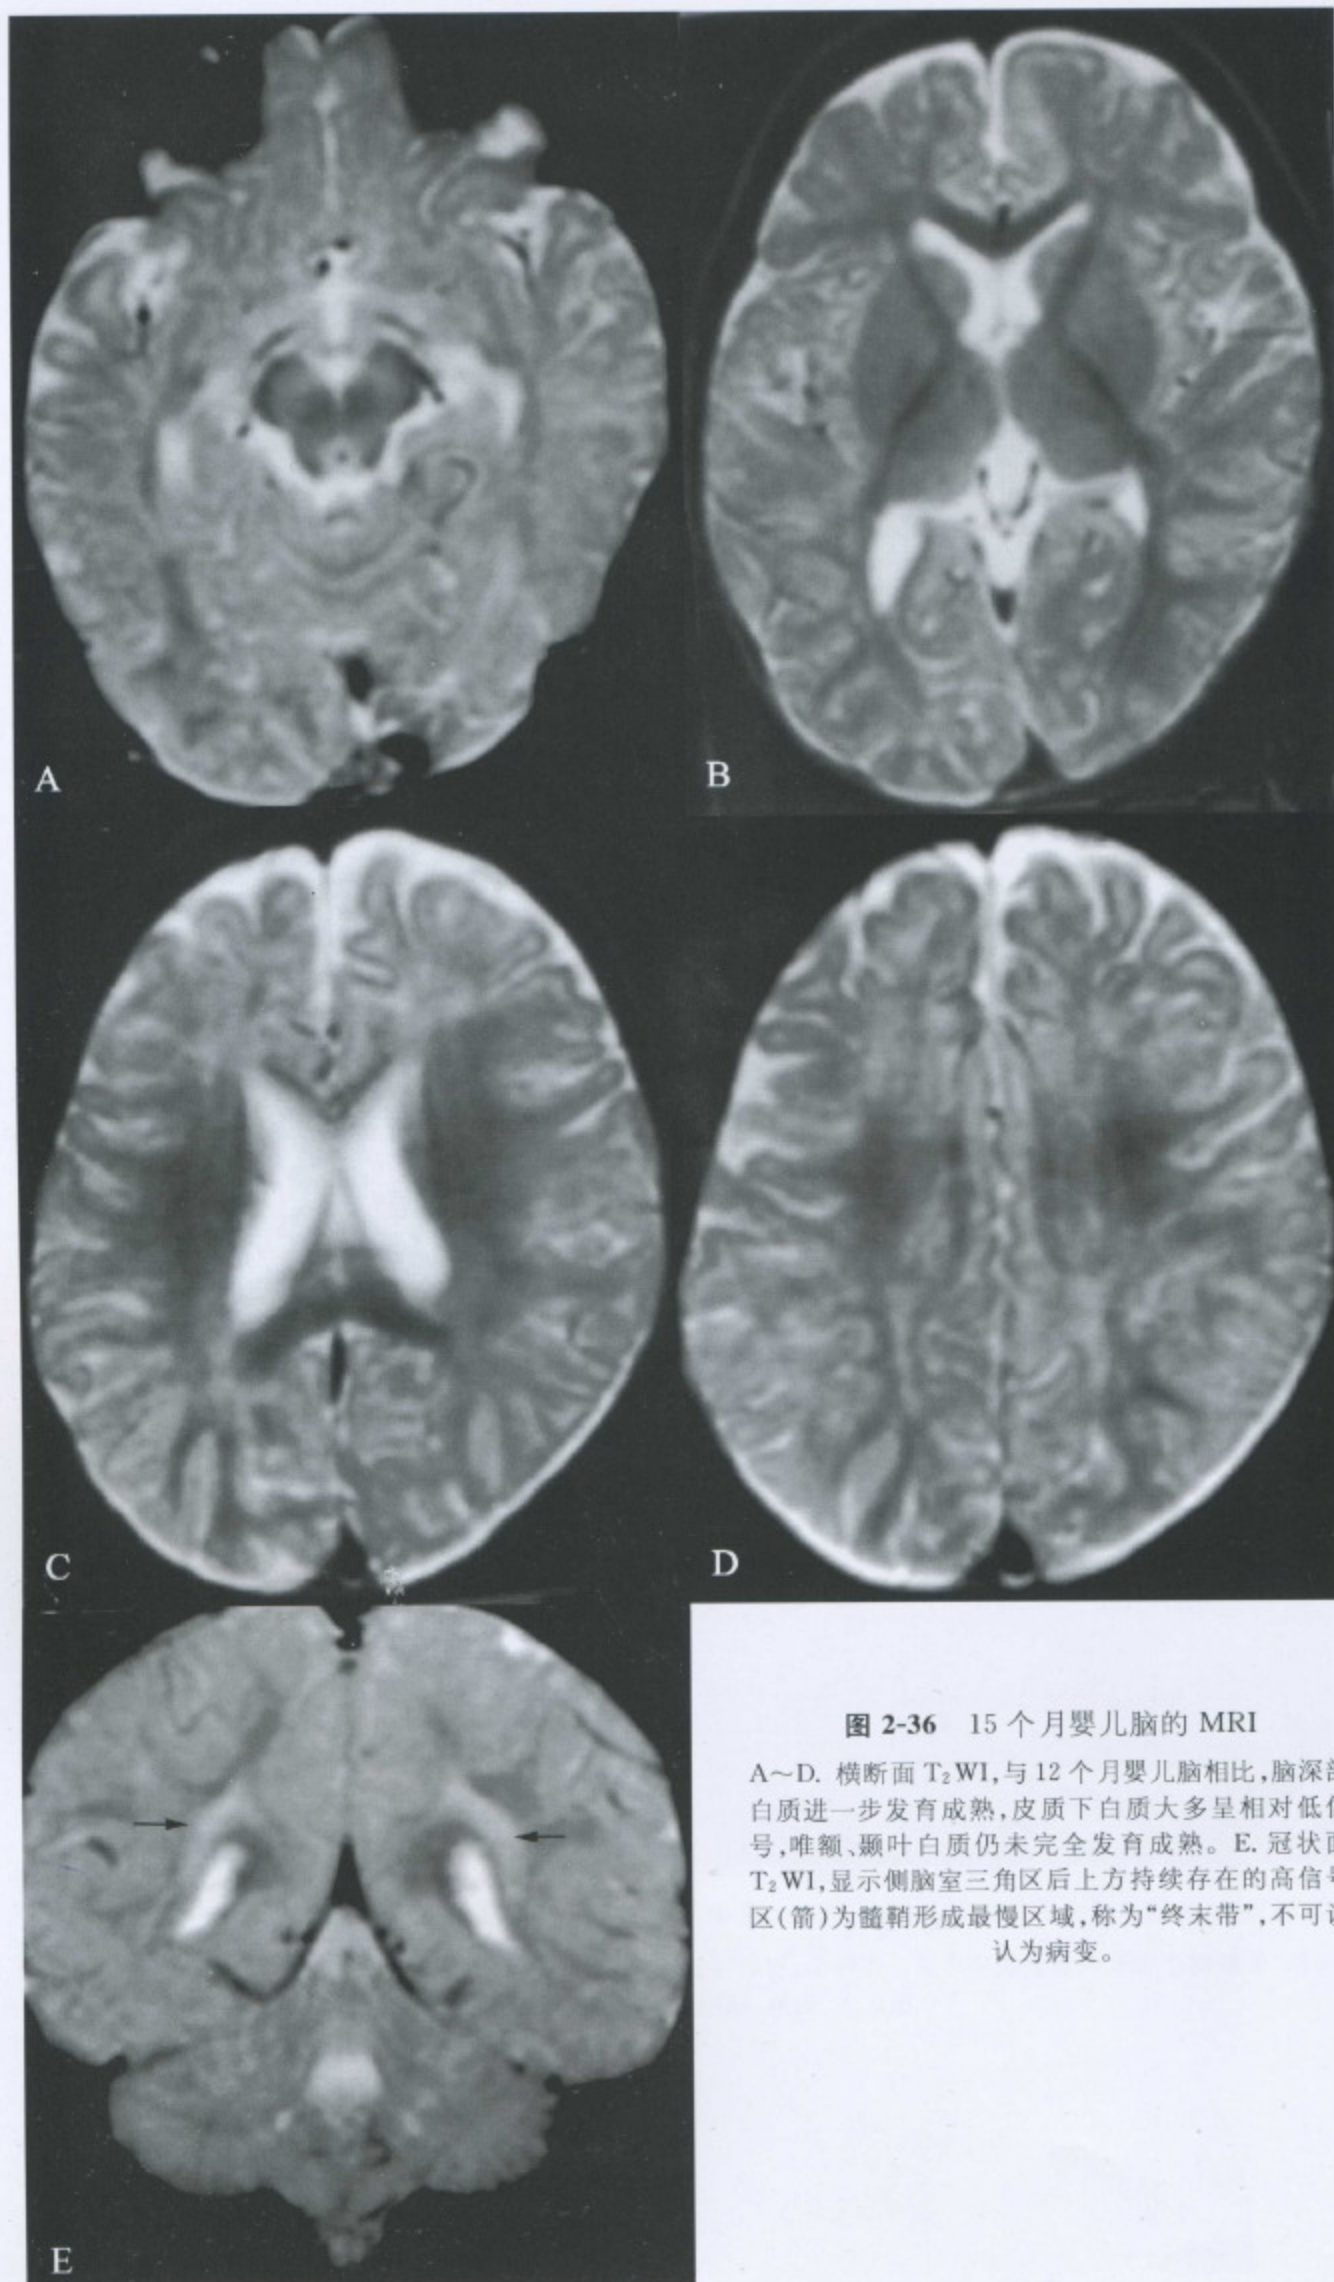 A
B
C
D
E
图 2-36 15 个月婴儿脑的 MRI
A～D. 横断面 T₂WI,与 12 个月婴儿脑相比,脑深部
白质进一步发育成熟,皮质下白质大多呈相对低信
号,唯额、颞叶白质仍未完全发育成熟。E. 冠状面
T₂WI,显示侧脑室三角区后上方持续存在的高信号
区(箭)为髓鞘形成最慢区域,称为“终末带”,不可误
认为病变。